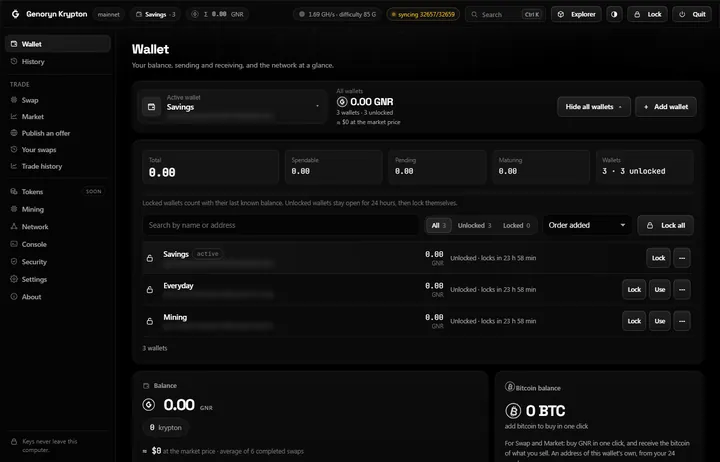 Genoryn Krypton
mainnet
Savings · 3
Σ 0.00 GNR
1.69 GH/s · difficulty 85 G
syncing 32657/32659
Search Ctrl K
Explorer
Lock
Quit
Wallet
History
TRADE
Swap
Market
Publish an offer
Your swaps
Trade history
Tokens SOON
Mining
Network
Console
Security
Settings
About
Keys never leave this
computer.
Wallet
Your balance, sending and receiving, and the network at a glance.
Active wallet
Savings
All wallets
0.00 GNR
3 wallets · 3 unlocked
≈ $0 at the market price
Hide all wallets
+ Add wallet
Total
0.00
Spendable
0.00
Pending
0.00
Maturing
0.00
Wallets
3 · 3 unlocked
Locked wallets count with their last known balance. Unlocked wallets stay open for 24 hours, then lock themselves.
Search by name or address
All 3
Unlocked 3
Locked 0
Order added
Lock all
Savings active
0.00
GNR
Unlocked · locks in 23 h 58 min
Lock
Everyday
0.00
GNR
Unlocked · locks in 23 h 58 min
Lock
Use
Mining
0.00
GNR
Unlocked · locks in 23 h 58 min
Lock
Use
3 wallets
Balance
0.00 GNR
0 krypton
≈ $0 at the market price · average of 6 completed swaps
Bitcoin balance
0 BTC
add bitcoin to buy in one click
For Swap and Market: buy GNR in one click, and receive the bitcoin
of what you sell. An address of this wallet's own, from your 24